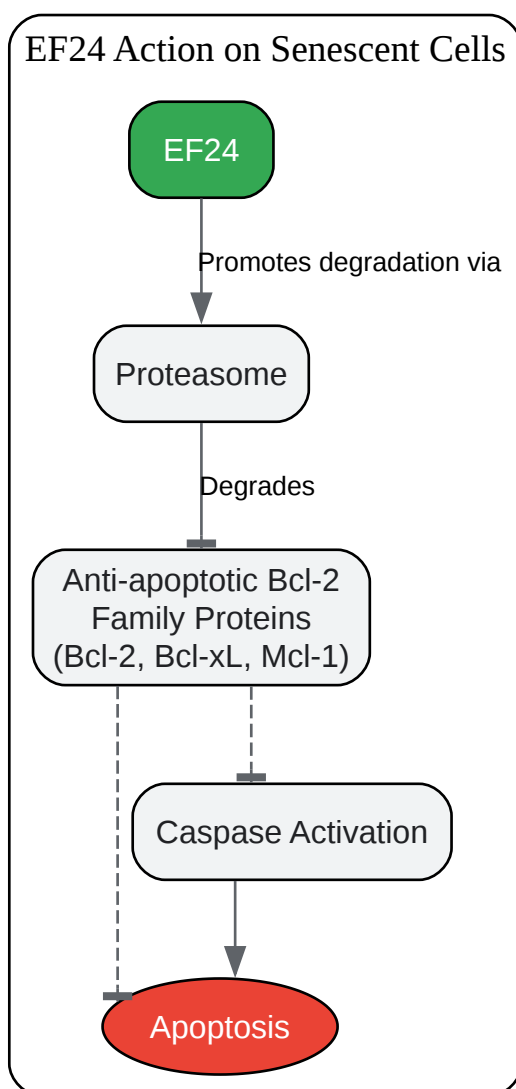 EF24 Action on Senescent Cells
EF24
Promotes degradation via
Proteasome
Degrades
Anti-apoptotic Bcl-2
Family Proteins
(Bcl-2, Bcl-xL, Mcl-1)
Caspase Activation
Apoptosis